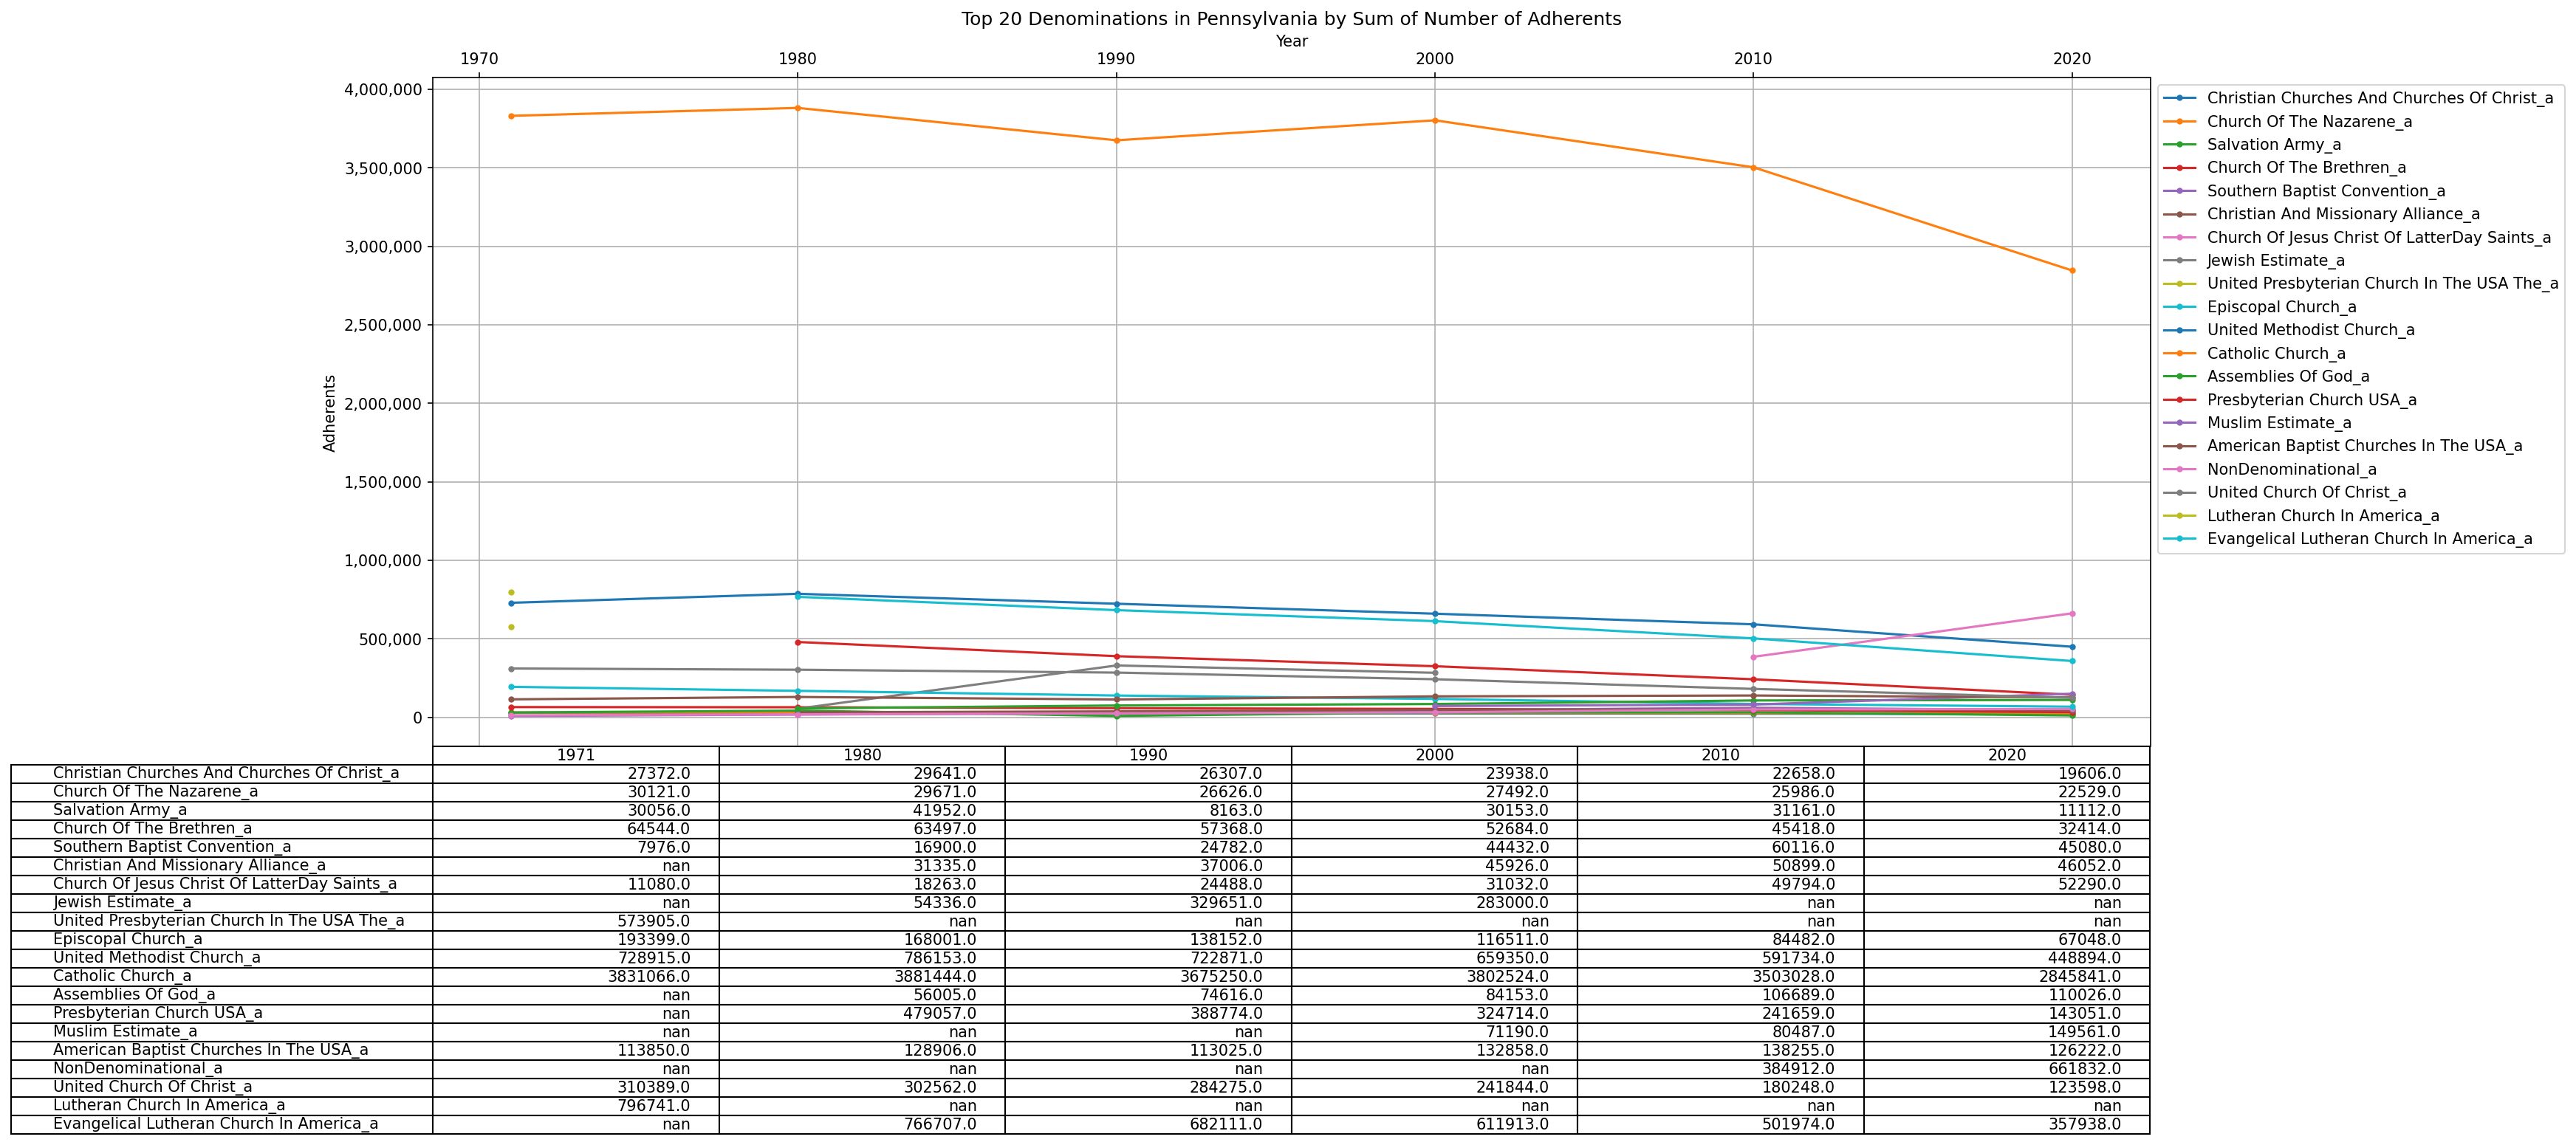 Top 20 Denominations in Pennsylvania by Sum of Number of Adherents
Year
1970 1980 1990 2000 2010 2020
4,000,000
3,500,000
3,000,000
2,500,000
2,000,000
1,500,000
1,000,000
500,000
0
Adherents
Christian Churches And Churches Of Christ_a
Church Of The Nazarene_a
Salvation Army_a
Church Of The Brethren_a
Southern Baptist Convention_a
Christian And Missionary Alliance_a
Church Of Jesus Christ Of LatterDay Saints_a
Jewish Estimate_a
United Presbyterian Church In The USA The_a
Episcopal Church_a
United Methodist Church_a
Catholic Church_a
Assemblies Of God_a
Presbyterian Church USA_a
Muslim Estimate_a
American Baptist Churches In The USA_a
NonDenominational_a
United Church Of Christ_a
Lutheran Church In America_a
Evangelical Lutheran Church In America_a
1971 1980 1990 2000 2010 2020
Christian Churches And Churches Of Christ_a 27372.0 29641.0 26307.0 23938.0 22658.0 19606.0
Church Of The Nazarene_a 30121.0 29671.0 26626.0 27492.0 25986.0 22529.0
Salvation Army_a 30056.0 41952.0 8163.0 30153.0 31161.0 11112.0
Church Of The Brethren_a 64544.0 63497.0 57368.0 52684.0 45418.0 32414.0
Southern Baptist Convention_a 7976.0 16900.0 24782.0 44432.0 60116.0 45080.0
Christian And Missionary Alliance_a nan 31335.0 37006.0 45926.0 50899.0 46052.0
Church Of Jesus Christ Of LatterDay Saints_a 11080.0 18263.0 24488.0 31032.0 49794.0 52290.0
Jewish Estimate_a nan 54336.0 329651.0 283000.0 nan nan
United Presbyterian Church In The USA The_a 573905.0 nan nan nan nan nan
Episcopal Church_a 193399.0 168001.0 138152.0 116511.0 84482.0 67048.0
United Methodist Church_a 728915.0 786153.0 722871.0 659350.0 591734.0 448894.0
Catholic Church_a 3831066.0 3881444.0 3675250.0 3802524.0 3503028.0 2845841.0
Assemblies Of God_a nan 56005.0 74616.0 84153.0 106689.0 110026.0
Presbyterian Church USA_a nan 479057.0 388774.0 324714.0 241659.0 143051.0
Muslim Estimate_a nan nan nan 71190.0 80487.0 149561.0
American Baptist Churches In The USA_a 113850.0 128906.0 113025.0 132858.0 138255.0 126222.0
NonDenominational_a nan nan nan nan 384912.0 661832.0
United Church Of Christ_a 310389.0 302562.0 284275.0 241844.0 180248.0 123598.0
Lutheran Church In America_a 796741.0 nan nan nan nan nan
Evangelical Lutheran Church In America_a nan 766707.0 682111.0 611913.0 501974.0 357938.0